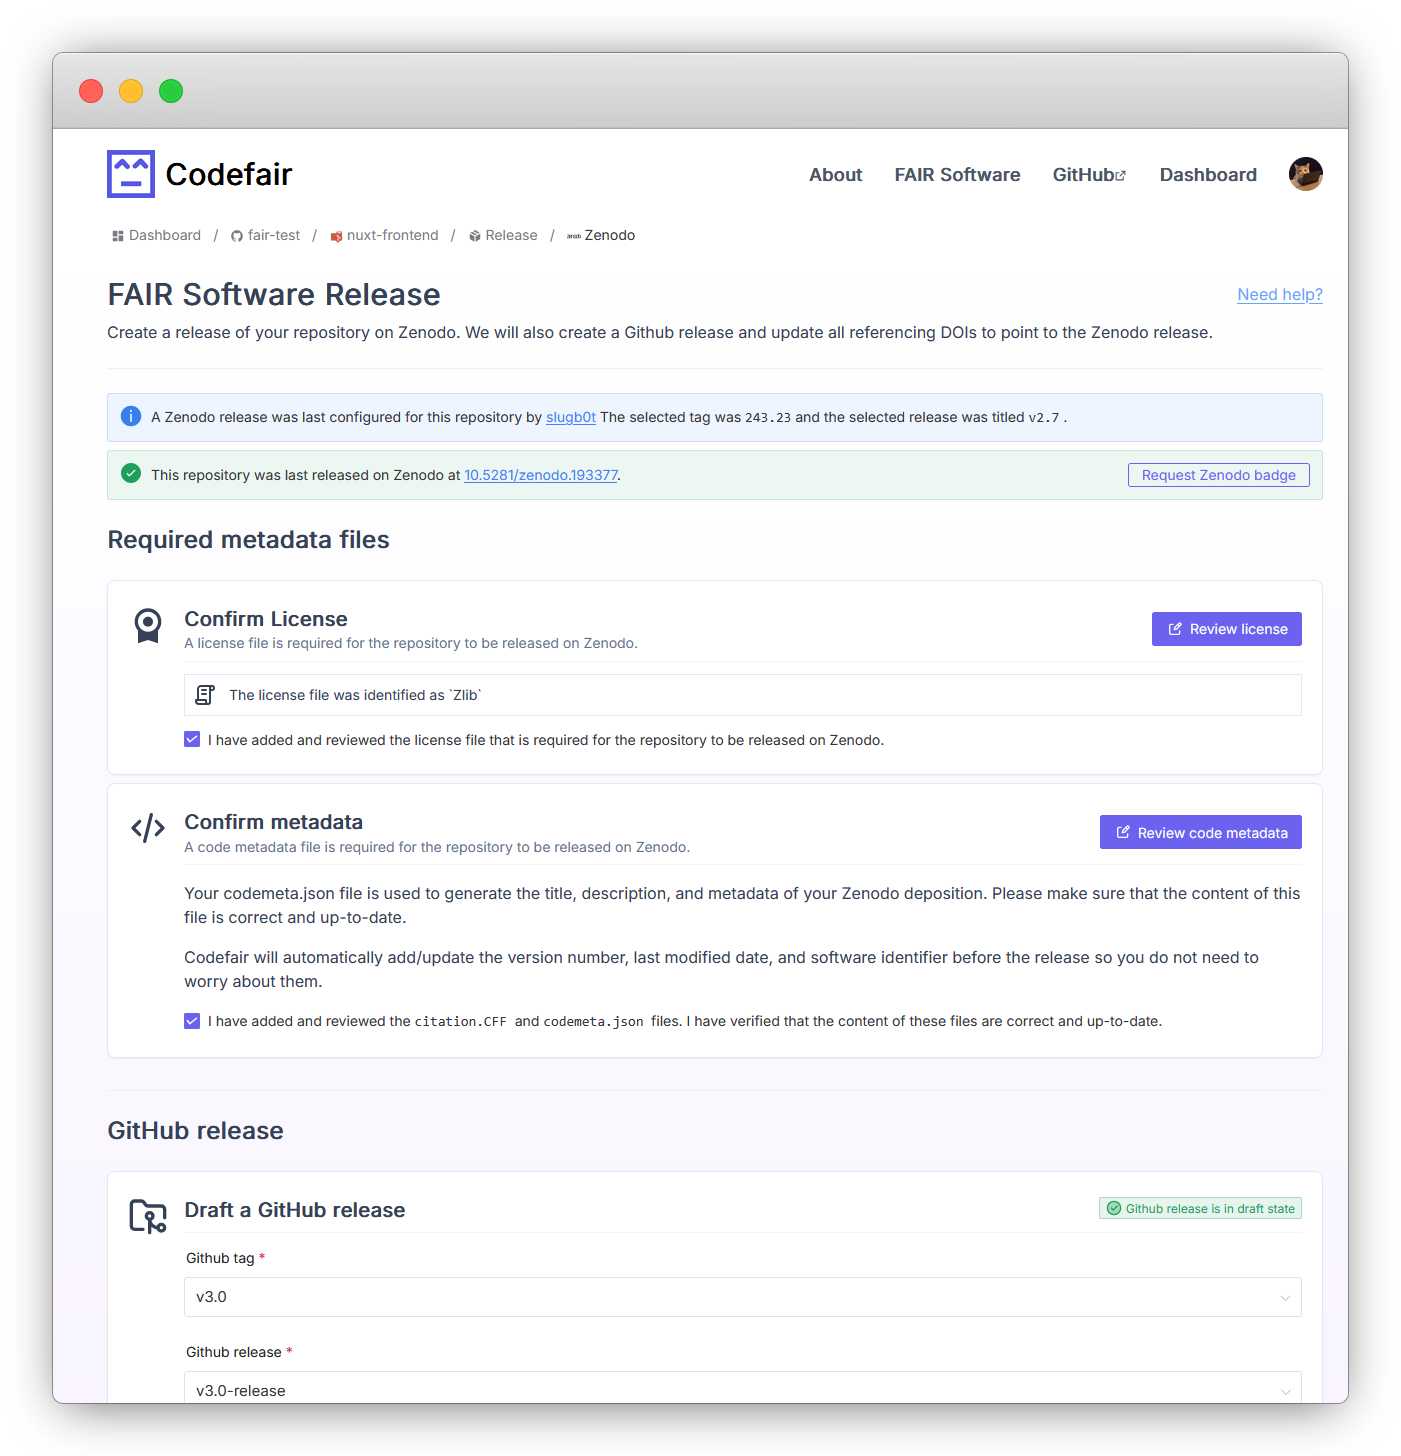 Codefair
About FAIR Software GitHub Dashboard
Dashboard / fair-test / nuxt-frontend / Release / zenodo Zenodo
FAIR Software Release
Need help?
Create a release of your repository on Zenodo. We will also create a Github release and update all referencing DOIs to point to the Zenodo release.
A Zenodo release was last configured for this repository by slugb0t The selected tag was 243.23 and the selected release was titled v2.7 .
This repository was last released on Zenodo at 10.5281/zenodo.193377.
Request Zenodo badge
Required metadata files
Confirm License
A license file is required for the repository to be released on Zenodo.
Review license
The license file was identified as `Zlib`
I have added and reviewed the license file that is required for the repository to be released on Zenodo.
Confirm metadata
A code metadata file is required for the repository to be released on Zenodo.
Review code metadata
Your codemeta.json file is used to generate the title, description, and metadata of your Zenodo deposition. Please make sure that the content of this
file is correct and up-to-date.
Codefair will automatically add/update the version number, last modified date, and software identifier before the release so you do not need to
worry about them.
I have added and reviewed the citation.CFF and codemeta.json files. I have verified that the content of these files are correct and up-to-date.
GitHub release
Draft a GitHub release
Github release is in draft state
Github tag *
v3.0
Github release *
v3.0-release